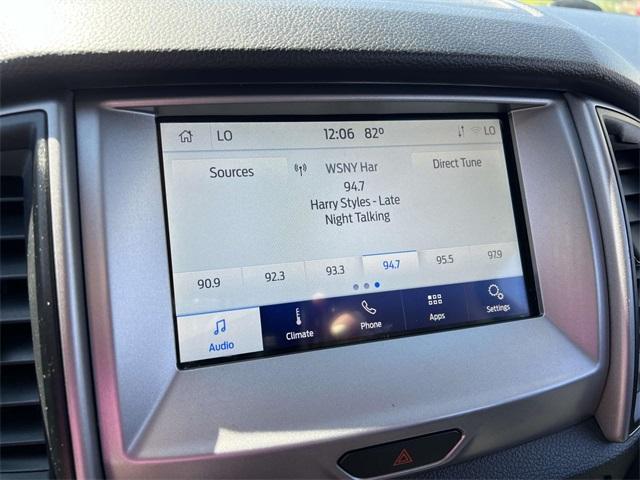 LO 12:06 82° LO
Sources WSNY Har Direct Tune
94.7
Harry Styles - Late
Night Talking
90.9 92.3 93.3 94.7 95.5 97.9
Audio Climate Phone Apps Settings